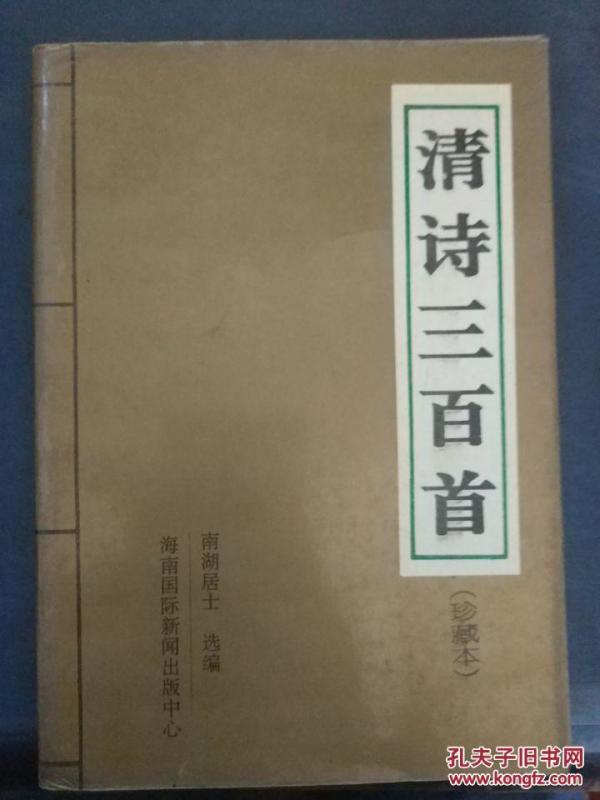 清诗三百首
（珍藏本）
南湖居士 选编
海南国际新闻出版中心
孔夫子旧书网
www.kongfz.com